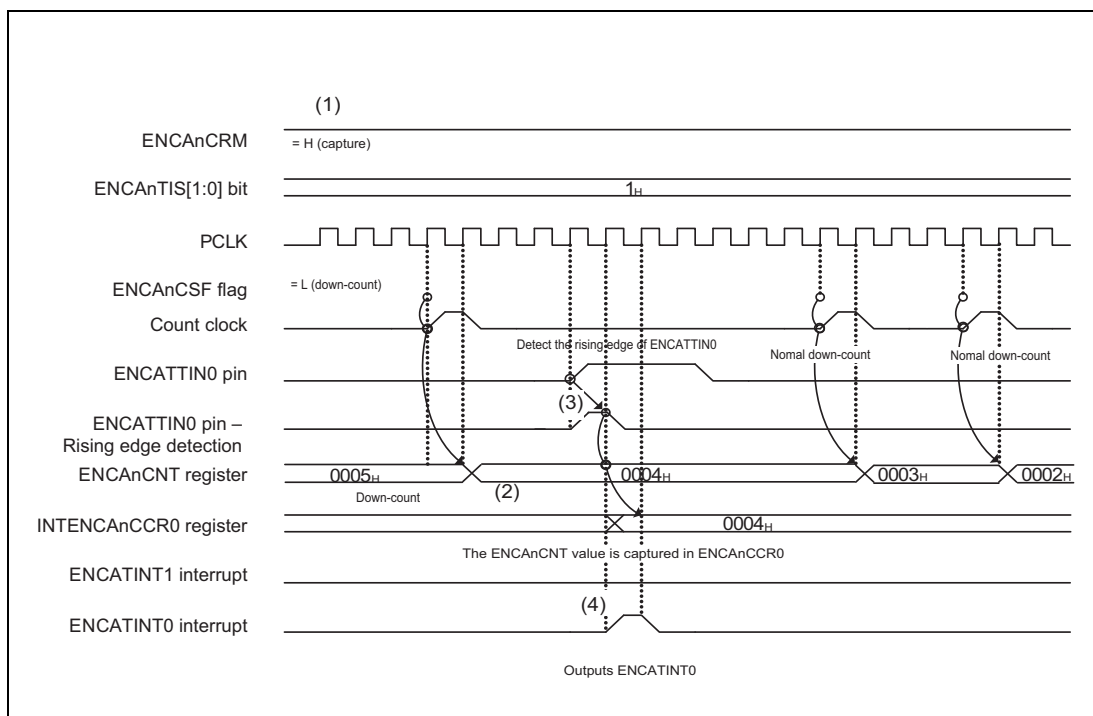 (1)
ENCAnCRM
= H (capture)
ENCAnTIS[1:0] bit
1H
PCLK
ENCAnCSF flag
= L (down-count)
Count clock
Detect the rising edge of ENCATTIN0
Nomal down-count
Nomal down-count
ENCATTIN0 pin
(3)
ENCATTIN0 pin –
Rising edge detection
ENCAnCNT register
0005H
0004H
0003H
0002H
Down-count
(2)
INTENCAnCCR0 register
0004H
The ENCAnCNT value is captured in ENCAnCCR0
ENCATINT1 interrupt
(4)
ENCATINT0 interrupt
Outputs ENCATINT0